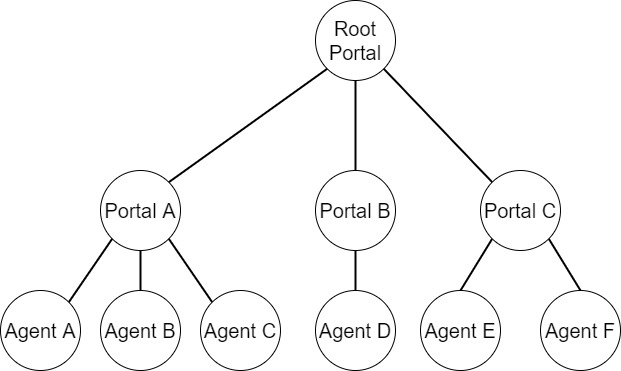 Root
Portal
Portal A
Portal B
Portal C
Agent A
Agent B
Agent C
Agent D
Agent E
Agent F